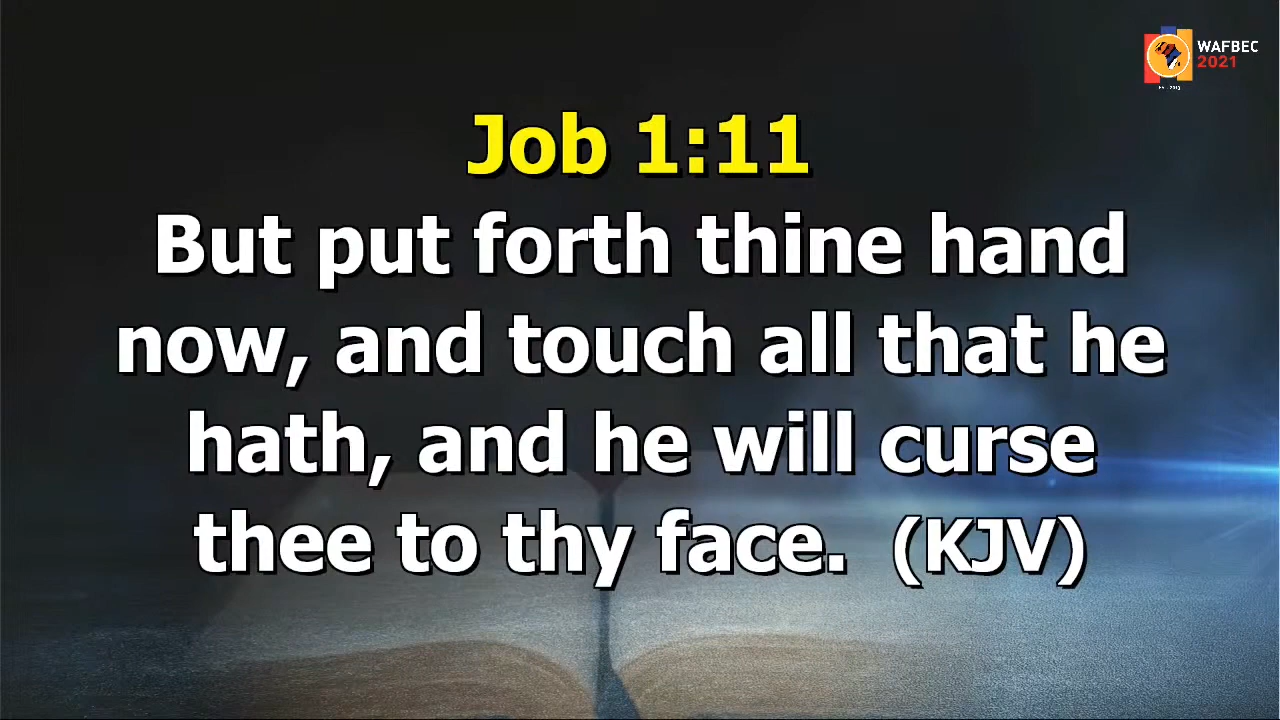 WAFBEC
2021
Job 1:11
But put forth thine hand
now, and touch all that he
hath, and he will curse
thee to thy face. (KJV)